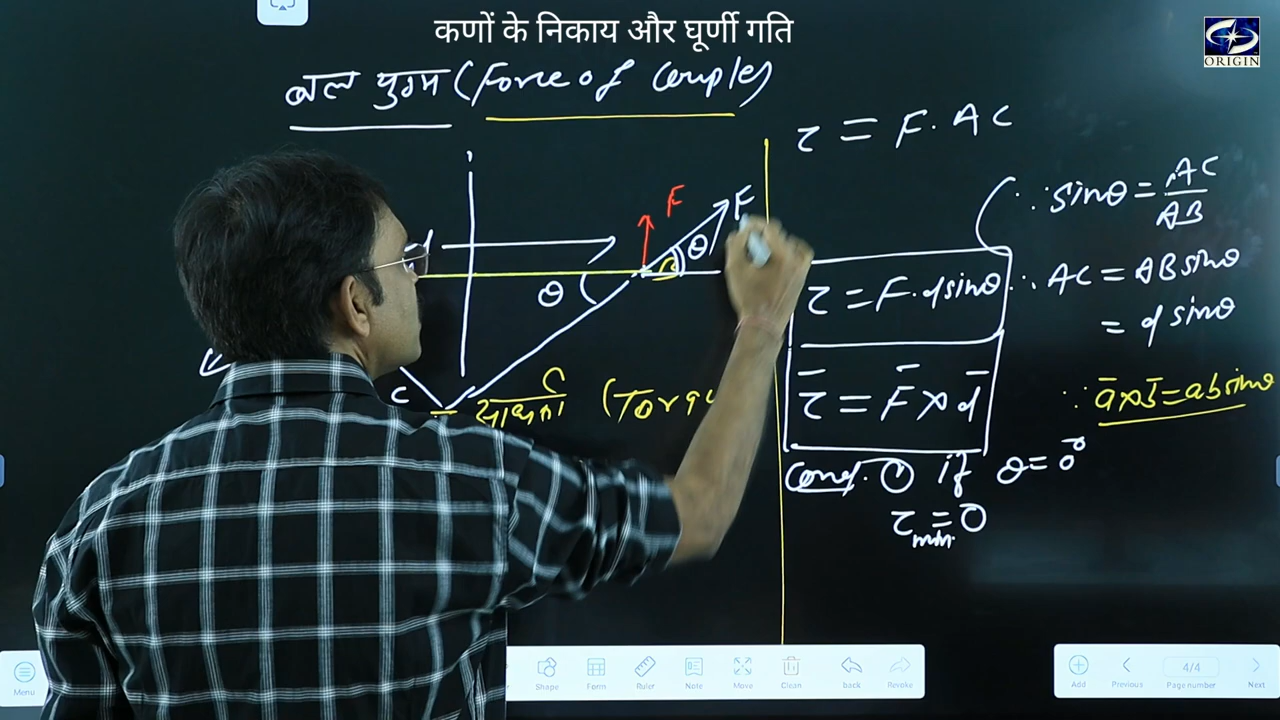 कणों के निकाय और घूर्णी गति
ORIGIN
बल युग्म (Force of Couple)
τ = F. AC
∵ sinθ = AC/AB
F
F
θ
d
θ
τ = F. d sinθ
∴ AC = AB sinθ
= d sinθ
C
(Torqu
τ̄ = F̄ × d̄
∵ ā×b̄ = ab sinθ
Cond. ① if θ = 0°
τmin. = 0
Menu
Shape
Form
Ruler
Note
Move
Clean
back
Revoke
Add
Previous
4/4
Page number
Next